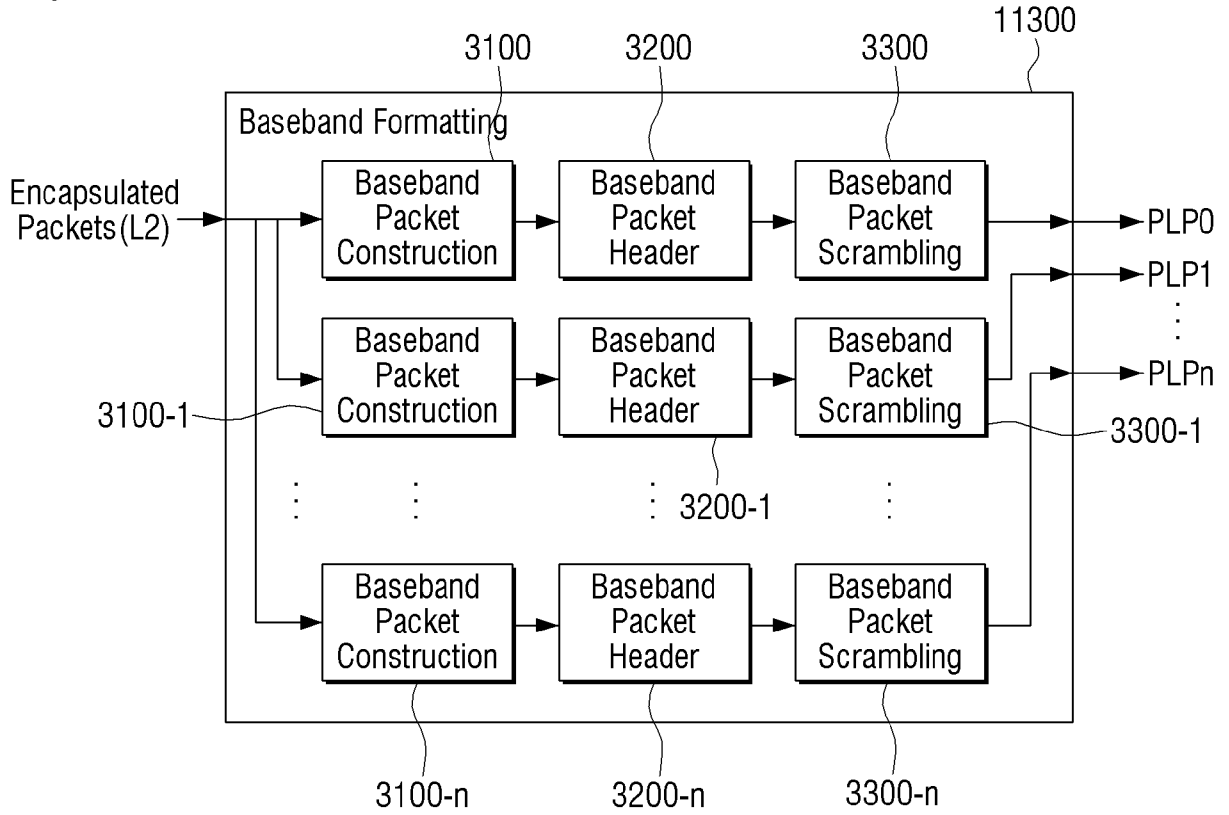 11300
3100
3200
3300
Baseband Formatting
Encapsulated
Packets(L2)
Baseband
Packet
Construction
Baseband
Packet
Header
Baseband
Packet
Scrambling
PLP0
PLP1
Baseband
Packet
Construction
Baseband
Packet
Header
Baseband
Packet
Scrambling
PLPn
3100-1
3300-1
3200-1
Baseband
Packet
Construction
Baseband
Packet
Header
Baseband
Packet
Scrambling
3100-n
3200-n
3300-n